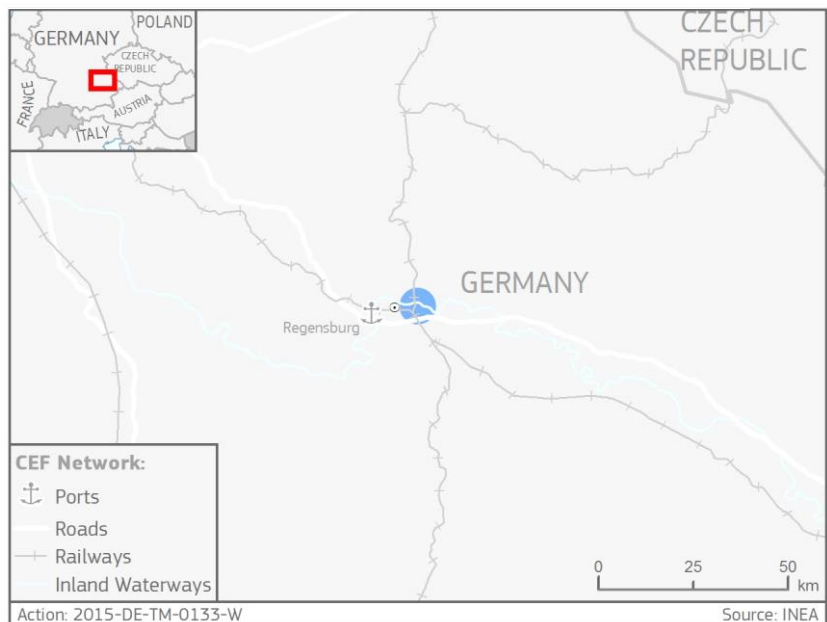 POLAND
GERMANY
CZECH
REPUBLIC
FRANCE
AUSTRIA
ITALY
CZECH
REPUBLIC
GERMANY
Regensburg
CEF Network:
Ports
Roads
Railways
Inland Waterways
0 25 50
km
Action: 2015-DE-TM-0133-W
Source: INEA